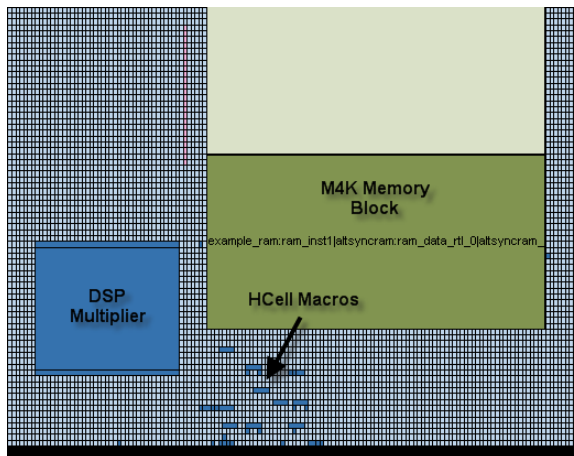 M4K Memory
Block
example_ram:ram_inst1|altsyncram:ram_data_rtl_0|altsyncram_
DSP
Multiplier
HCell Macros